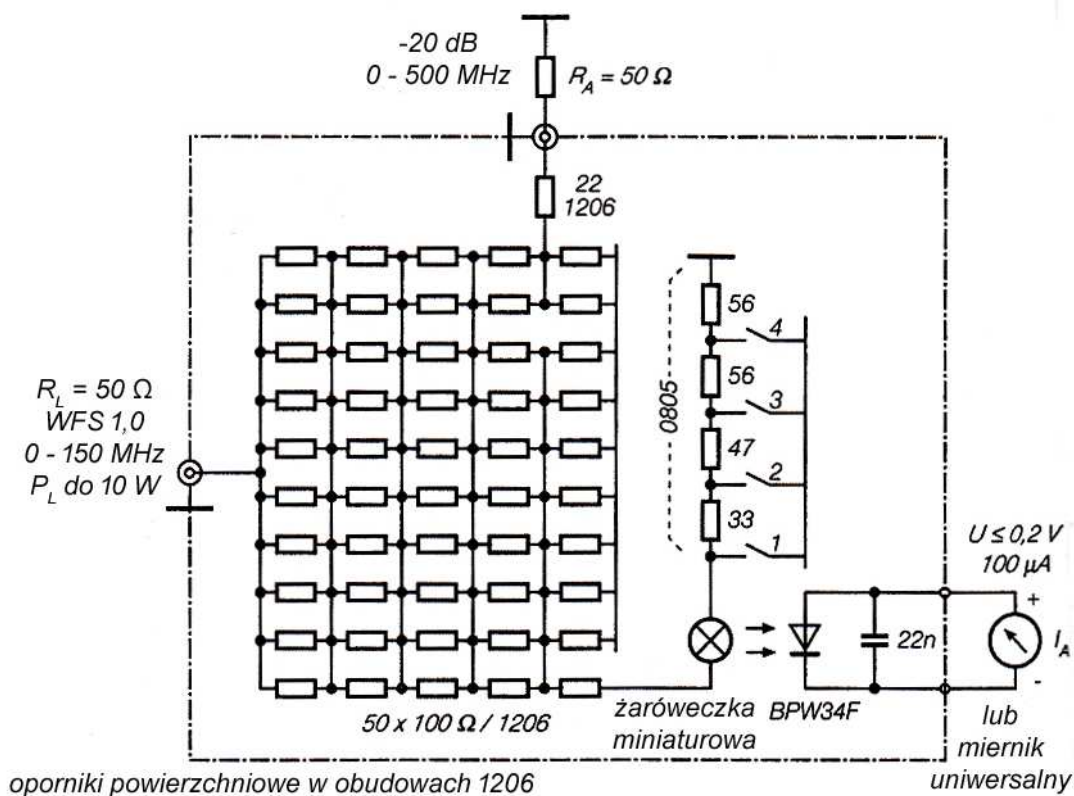 -20 dB
0 - 500 MHz
R_A = 50 Ω
22
1206
R_L = 50 Ω
WFS 1,0
0 - 150 MHz
P_L do 10 W
0805
56
4
56
3
47
2
33
1
U ≤ 0,2 V
100 µA
+
22n
I_A
-
50 x 100 Ω / 1206
żaróweczka
miniaturowa
BPW34F
lub
miernik
uniwersalny
oporniki powierzchniowe w obudowach 1206